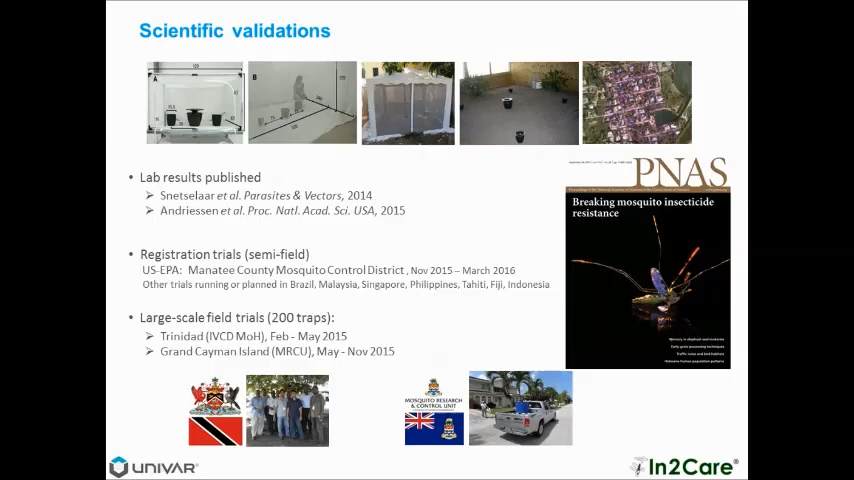 Scientific validations
A
B
• Lab results published
➢ Snetselaar et al. Parasites & Vectors, 2014
➢ Andriessen et al. Proc. Natl. Acad. Sci. USA, 2015
• Registration trials (semi-field)
US-EPA: Manatee County Mosquito Control District , Nov 2015 – March 2016
Other trials running or planned in Brazil, Malaysia, Singapore, Philippines, Tahiti, Fiji, Indonesia
• Large-scale field trials (200 traps):
➢ Trinidad (IVCD MoH), Feb - May 2015
➢ Grand Cayman Island (MRCU), May - Nov 2015
PNAS
Breaking mosquito insecticide
resistance
MOSQUITO RESEARCH
& CONTROL UNIT
UNIVAR®
In2Care®